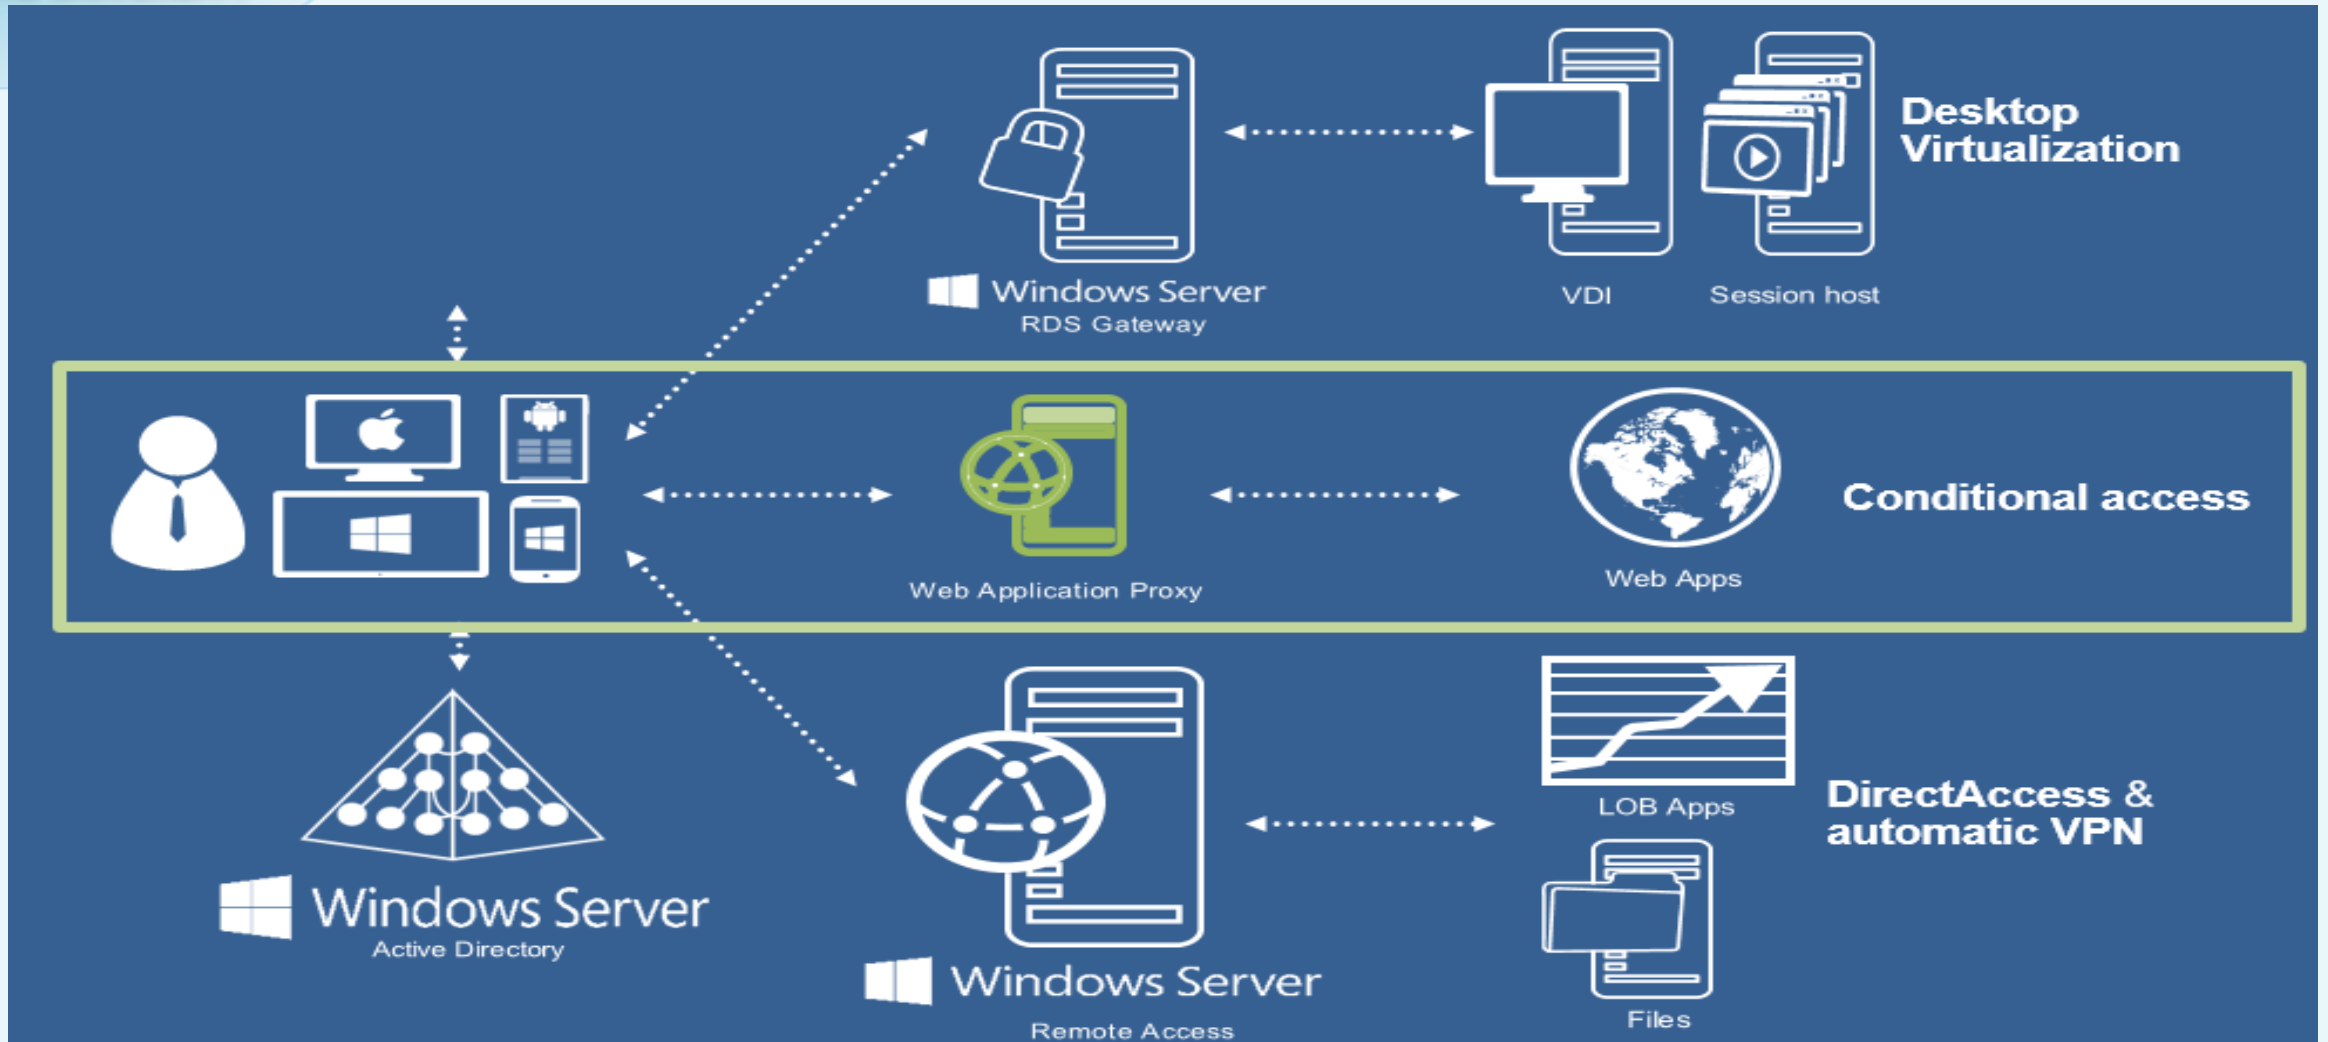 Desktop
Virtualization
Windows Server
RDS Gateway
VDI
Session host
Conditional access
Web Application Proxy
Web Apps
LOB Apps
DirectAccess &
automatic VPN
Windows Server
Active Directory
Windows Server
Remote Access
Files